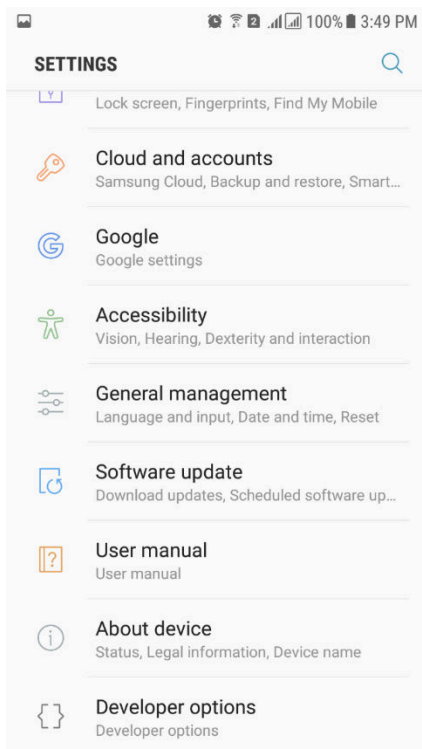 2 100% 3:49 PM
SETTINGS
Lock screen, Fingerprints, Find My Mobile
Cloud and accounts
Samsung Cloud, Backup and restore, Smart...
Google
Google settings
Accessibility
Vision, Hearing, Dexterity and interaction
General management
Language and input, Date and time, Reset
Software update
Download updates, Scheduled software up...
User manual
User manual
About device
Status, Legal information, Device name
Developer options
Developer options